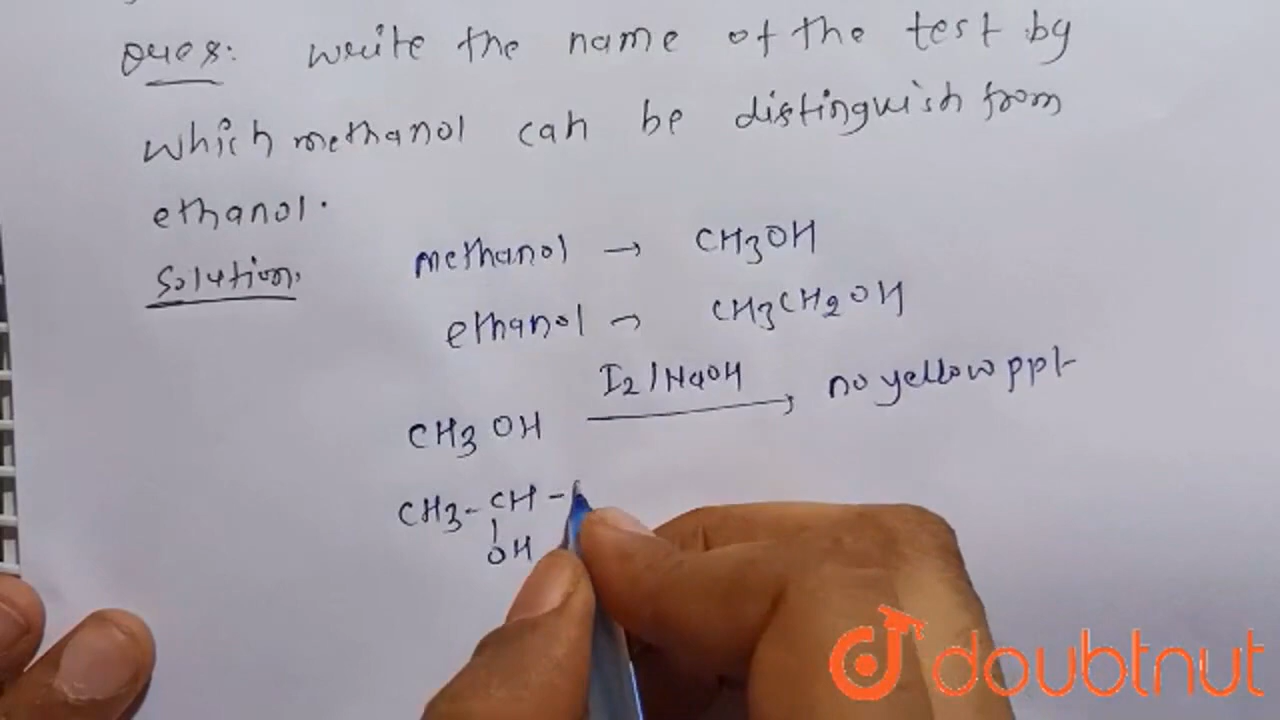 Ques: Write the name of the test by
which methanol can be distinguish from
ethanol.
Solution.
methanol → CH3OH
ethanol → CH3CH2OH
I2/NaOH
CH3OH → no yellow ppt
CH3-CH-
OH
doubtnut